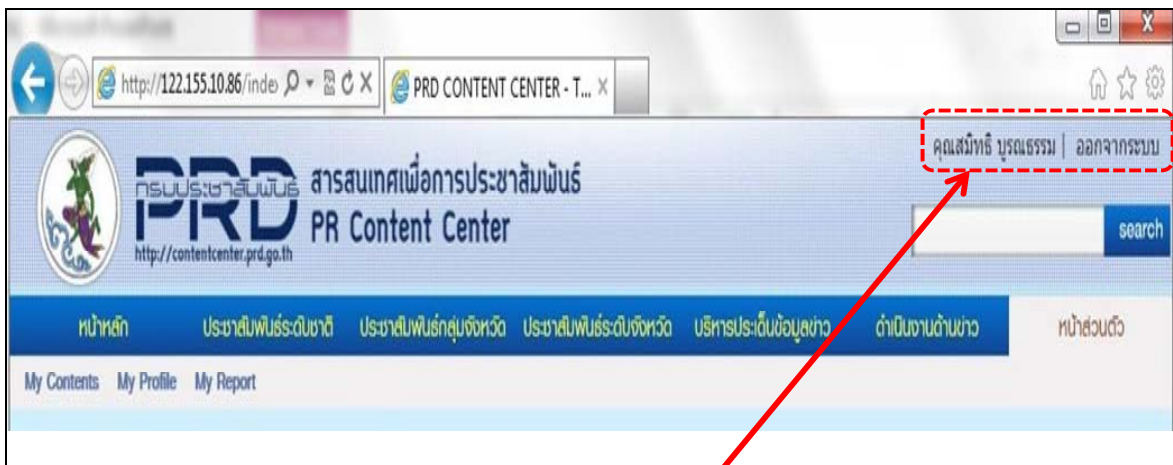 http://122.155.10.86/inde
PRD CONTENT CENTER - T...
คุณสมิทธิ บูรณธรรม | ออกจากระบบ
กรมประชาสัมพันธ์
PRD
http://contentcenter.prd.go.th
สารสนเทศเพื่อการประชาสัมพันธ์
PR Content Center
search
หน้าหลัก ประชาสัมพันธ์ระดับชาติ ประชาสัมพันธ์กลุ่มจังหวัด ประชาสัมพันธ์ระดับจังหวัด บริหารประเด็นข้อมูลข่าว ดำเนินงานด้านข่าว หน้าส่วนตัว
My Contents My Profile My Report